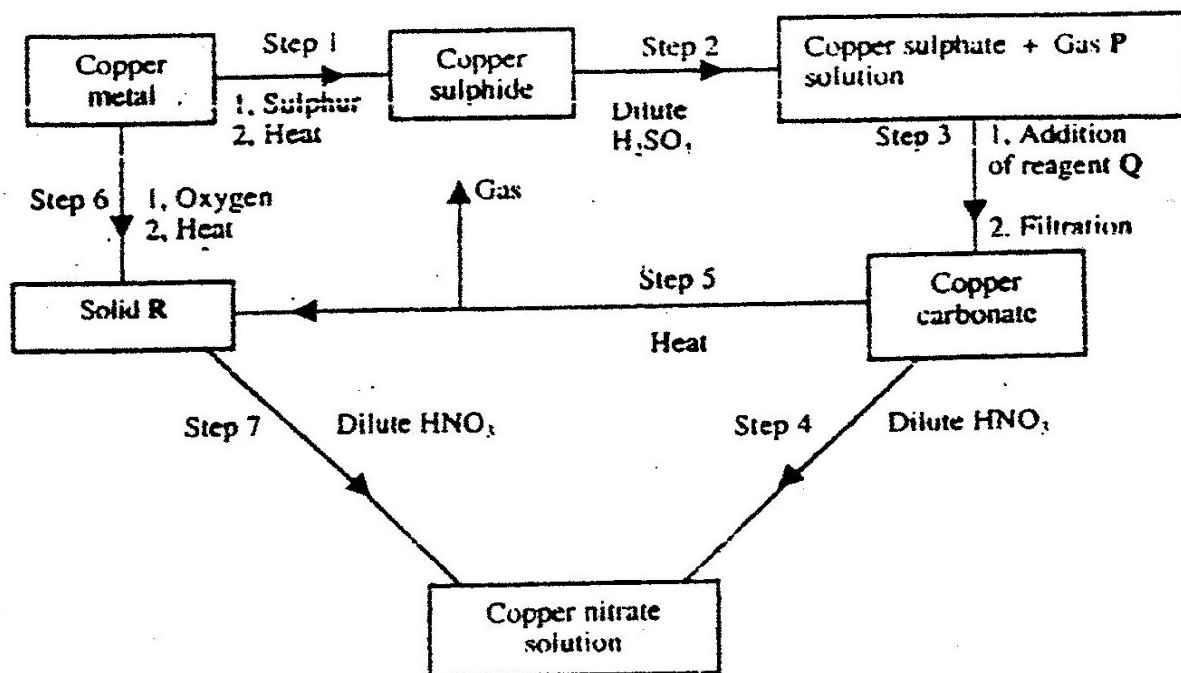 Copper
metal
Step 1
1. Sulphur
2. Heat
Copper
sulphide
Step 2
Dilute
H₂SO₄
Copper sulphate + Gas P
solution
Step 3
1. Addition
of reagent Q
2. Filtration
Step 6
1. Oxygen
2. Heat
Gas
Solid R
Step 5
Heat
Copper
carbonate
Step 7
Dilute HNO₃
Step 4
Dilute HNO₃
Copper nitrate
solution